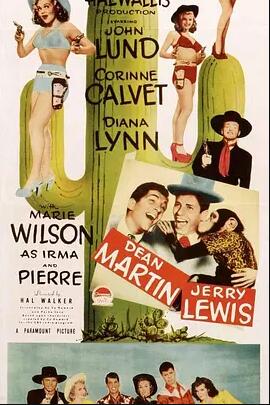 HAL WALLIS
PRODUCTION
STARRING
JOHN
LUND
CORINNE
CALVET
DIANA
LYNN
with
MARIE
WILSON
AS IRMA
AND
PIERRE
DEAN
MARTIN
JERRY
LEWIS
Directed by
HAL WALKER
A PARAMOUNT PICTURE